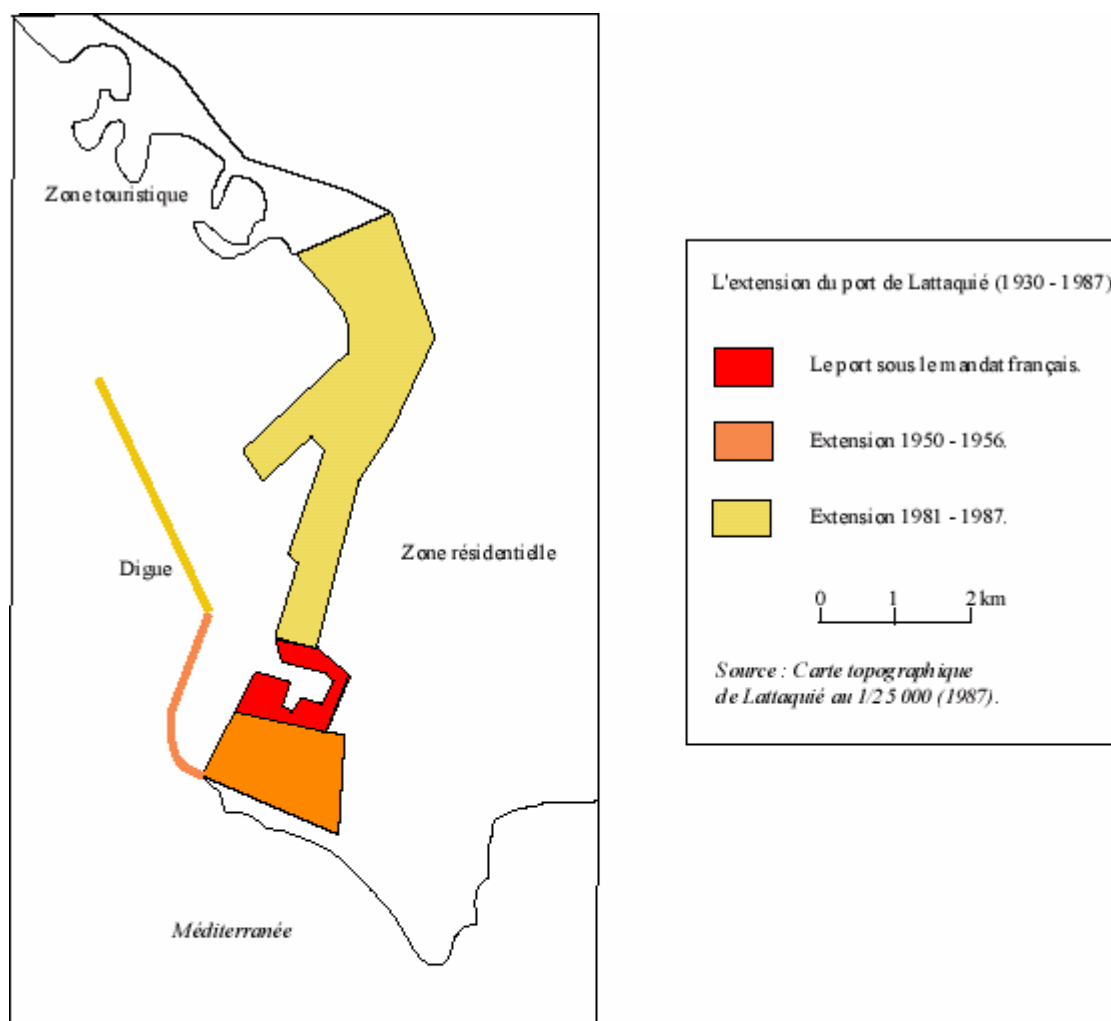 Zone touristique
Digue
Zone résidentielle
Méditerranée
L'extension du port de Lattaquié (1930 - 1987)
Le port sous le mandat français.
Extension 1950 - 1956.
Extension 1981 - 1987.
0 1 2 km
Source : Carte topographique
de Lattaquié au 1/25 000 (1987).